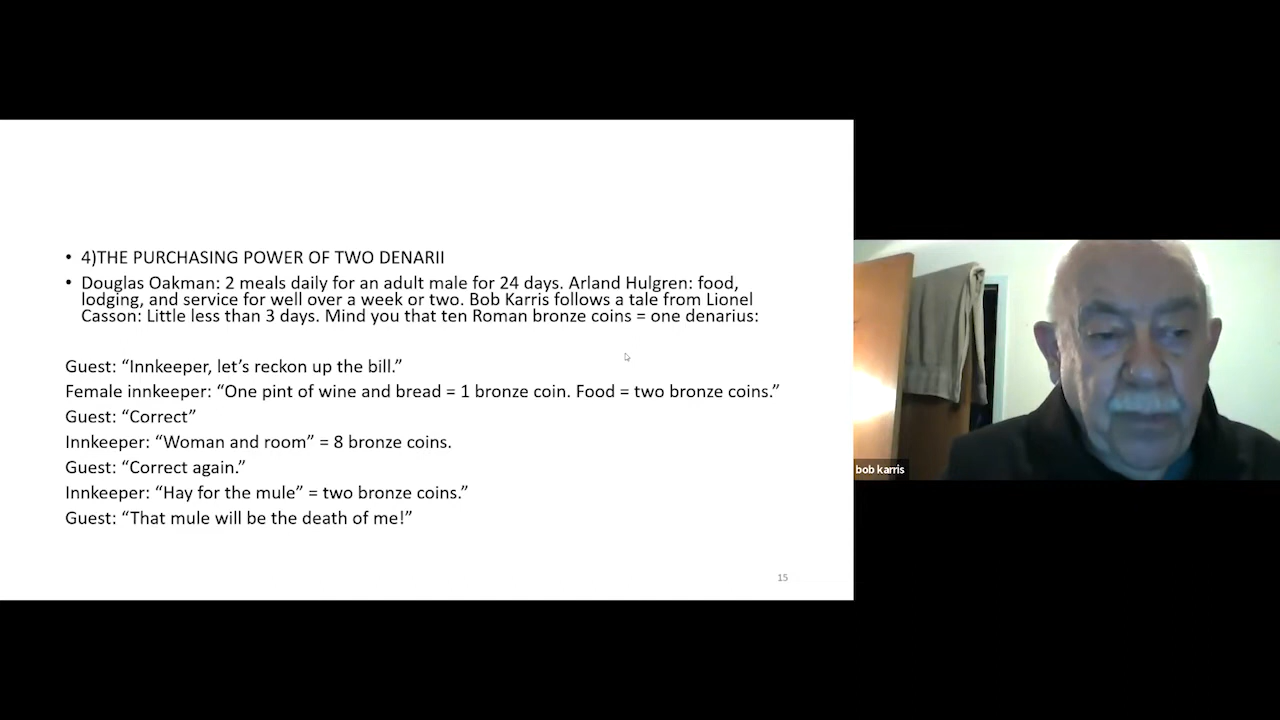 • 4)THE PURCHASING POWER OF TWO DENARII
• Douglas Oakman: 2 meals daily for an adult male for 24 days. Arland Hulgren: food,
lodging, and service for well over a week or two. Bob Karris follows a tale from Lionel
Casson: Little less than 3 days. Mind you that ten Roman bronze coins = one denarius:
Guest: “Innkeeper, let’s reckon up the bill.”
Female innkeeper: “One pint of wine and bread = 1 bronze coin. Food = two bronze coins.”
Guest: “Correct”
Innkeeper: “Woman and room” = 8 bronze coins.
Guest: “Correct again.”
Innkeeper: “Hay for the mule” = two bronze coins.”
Guest: “That mule will be the death of me!”
15
bob karris